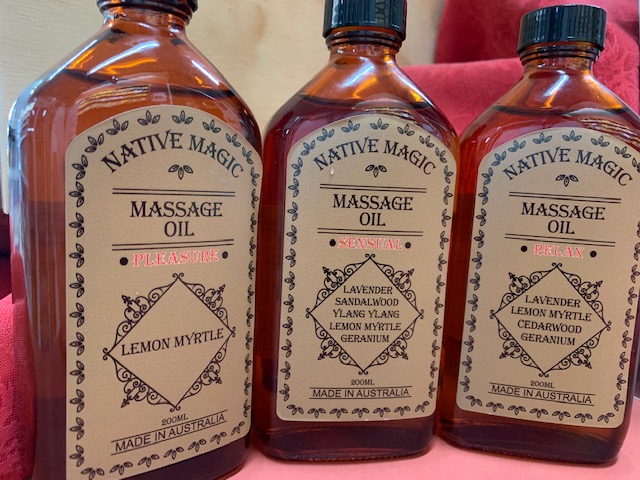 NATIVE MAGIC
MASSAGE
OIL
• PLEASURE •
LEMON MYRTLE
200ML
MADE IN AUSTRALIA
NATIVE MAGIC
MASSAGE
OIL
• SENSUAL •
LAVENDER
SANDALWOOD
YLANG YLANG
LEMON MYRTLE
GERANIUM
200ML
MADE IN AUSTRALIA
NATIVE MAGIC
MASSAGE
OIL
• RELAX •
LAVENDER
LEMON MYRTLE
CEDARWOOD
GERANIUM
200ML
MADE IN AUSTRALIA